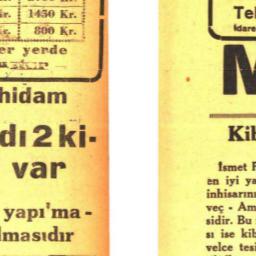 ir. 1450 Kr.
r. 800 Kr.
er yerde
hidam
dı 2 ki-
var
yapı'ma -
lmasıdır
Tel
İdare
M
Kib
İsmet F
en iyi ya
inhisarını
veç - Am
sidir. Bu
sı ise kib
velce tesi